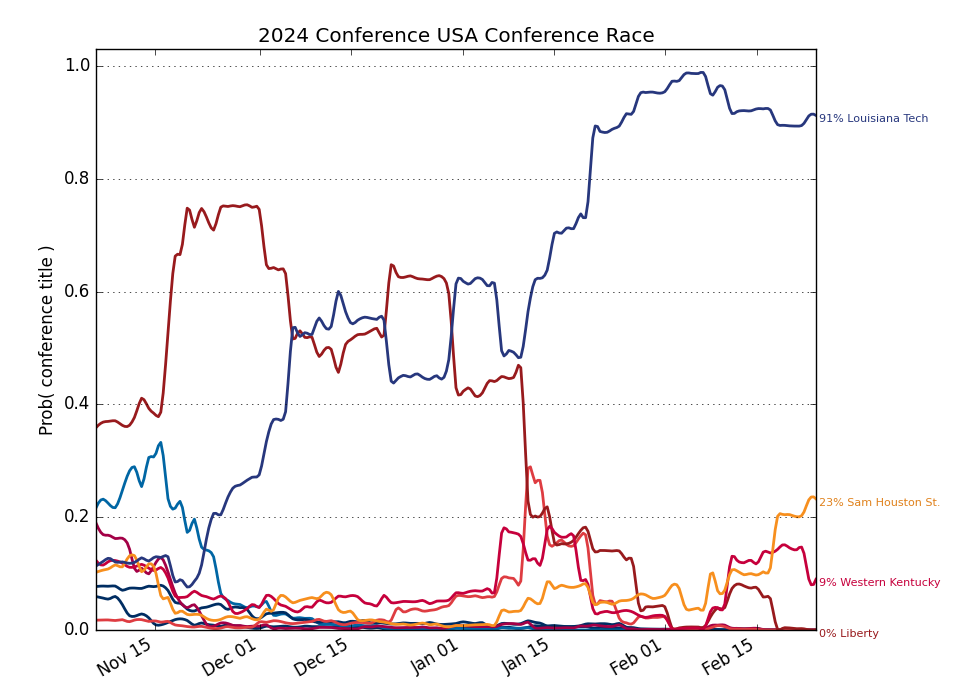 2024 Conference USA Conference Race
Prob( conference title )
1.0
0.8
0.6
0.4
0.2
0.0
91% Louisiana Tech
23% Sam Houston St.
9% Western Kentucky
0% Liberty
Nov 15
Dec 01
Dec 15
Jan 01
Jan 15
Feb 01
Feb 15